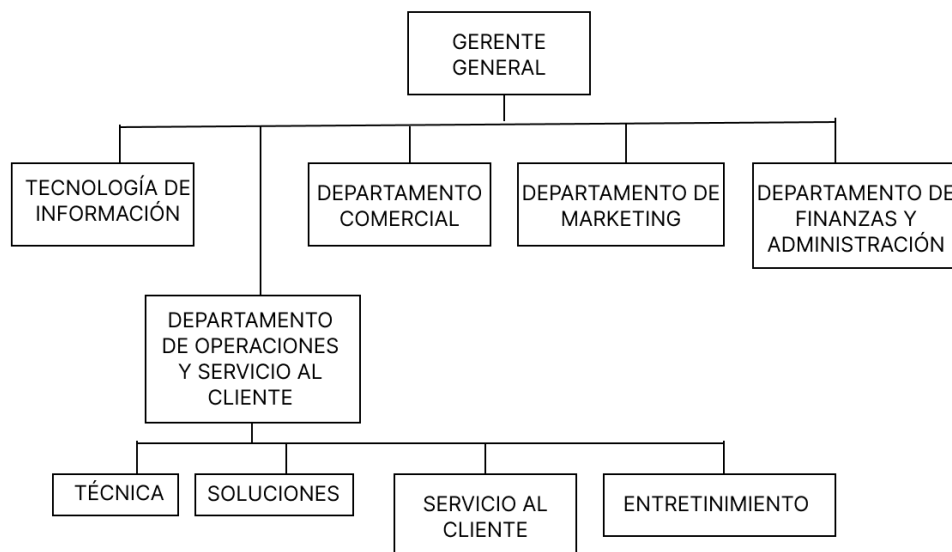 GERENTE
GENERAL
TECNOLOGÍA DE
INFORMACIÓN
DEPARTAMENTO
COMERCIAL
DEPARTAMENTO DE
MARKETING
DEPARTAMENTO DE
FINANZAS Y
ADMINISTRACIÓN
DEPARTAMENTO
DE OPERACIONES
Y SERVICIO AL
CLIENTE
TÉCNICA
SOLUCIONES
SERVICIO AL
CLIENTE
ENTRETINIMIENTO